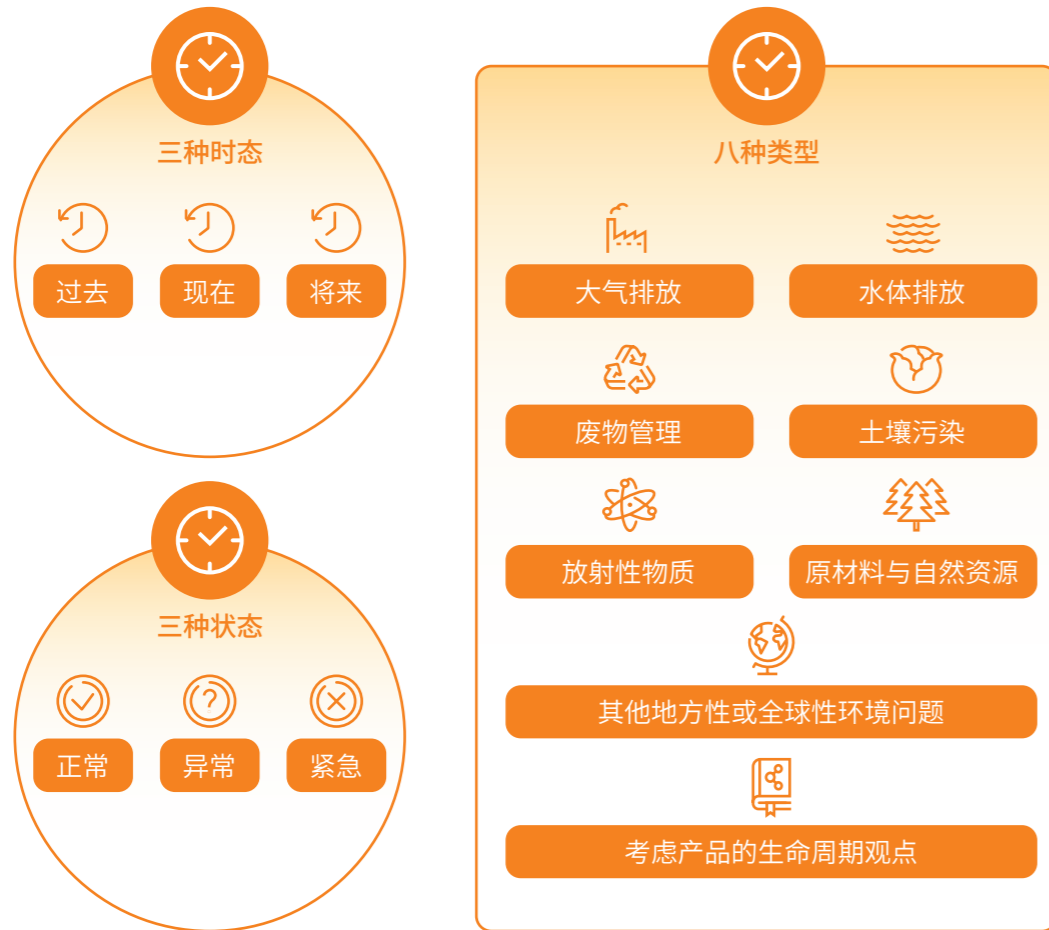 三种时态
过去
现在
将来
三种状态
正常
异常
紧急
八种类型
大气排放
水体排放
废物管理
土壤污染
放射性物质
原材料与自然资源
其他地方性或全球性环境问题
考虑产品的生命周期观点